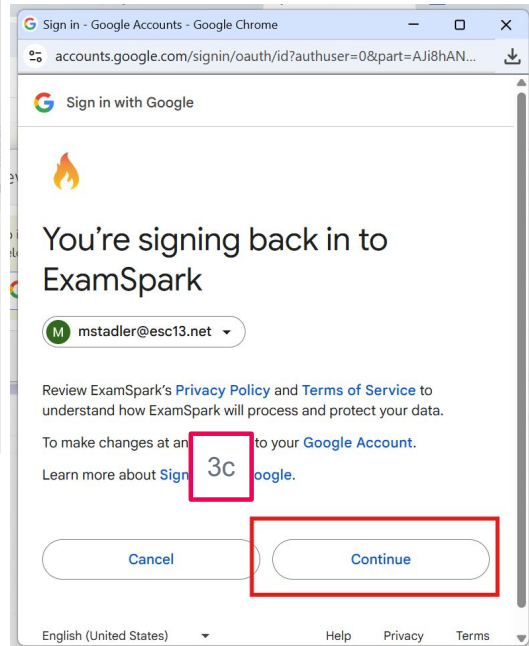 Sign in - Google Accounts - Google Chrome
accounts.google.com/signin/oauth/id?authuser=0&part=AJi8hAN...
Sign in with Google
You're signing back in to
ExamSpark
M mstadler@esc13.net
Review ExamSpark's Privacy Policy and Terms of Service to
understand how ExamSpark will process and protect your data.
To make changes at an to your Google Account.
Learn more about Sign oogle.
3c
Cancel Continue
English (United States) Help Privacy Terms